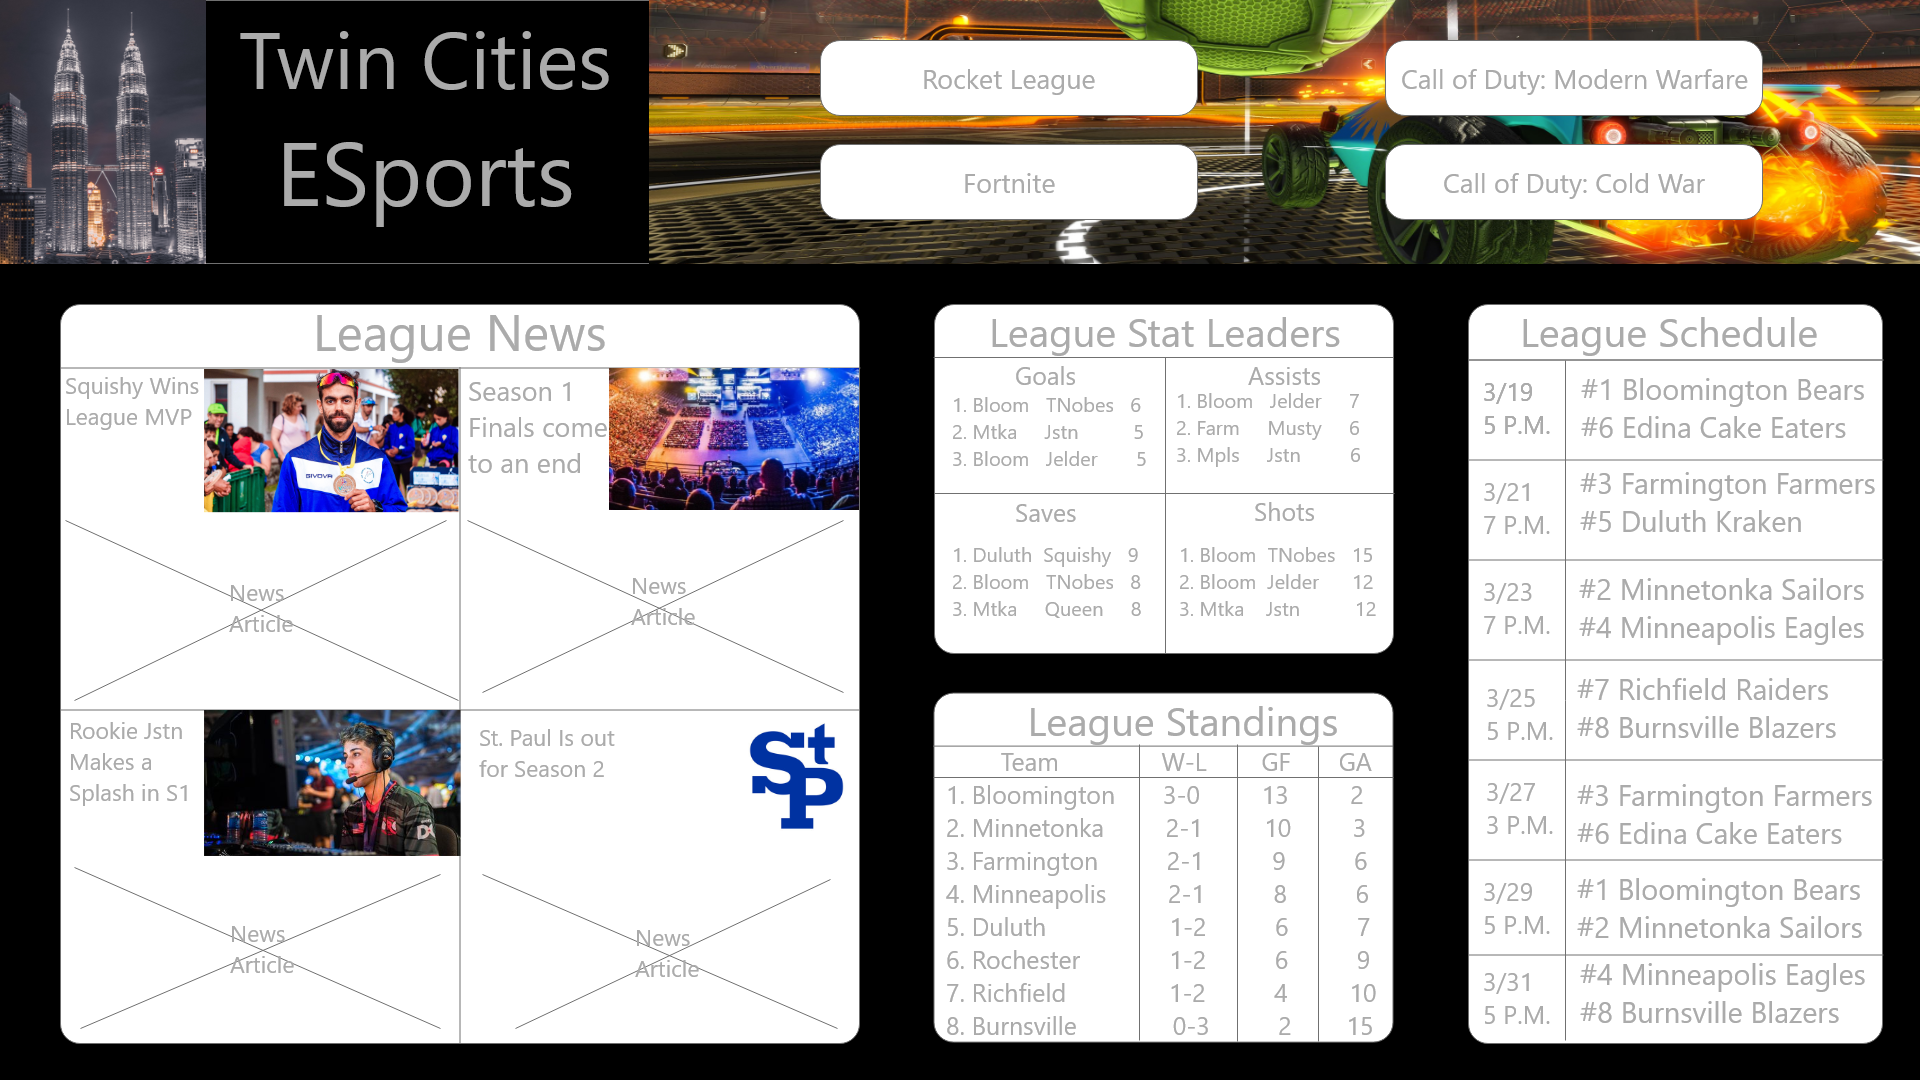 Twin Cities
ESports
Rocket League
Call of Duty: Modern Warfare
Fortnite
Call of Duty: Cold War
League News
Squishy Wins
League MVP
GIVOVA
News
Article
Season 1
Finals come
to an end
News
Article
Rookie Jstn
Makes a
Splash in S1
News
Article
St. Paul Is out
for Season 2
StP
News
Article
League Stat Leaders
Goals
1. Bloom TNobes 6
2. Mtka Jstn 5
3. Bloom Jelder 5
Assists
1. Bloom Jelder 7
2. Farm Musty 6
3. Mpls Jstn 6
Saves
1. Duluth Squishy 9
2. Bloom TNobes 8
3. Mtka Queen 8
Shots
1. Bloom TNobes 15
2. Bloom Jelder 12
3. Mtka Jstn 12
League Standings
Team W-L GF GA
1. Bloomington 3-0 13 2
2. Minnetonka 2-1 10 3
3. Farmington 2-1 9 6
4. Minneapolis 2-1 8 6
5. Duluth 1-2 6 7
6. Rochester 1-2 6 9
7. Richfield 1-2 4 10
8. Burnsville 0-3 2 15
League Schedule
3/19
5 P.M.
#1 Bloomington Bears
#6 Edina Cake Eaters
3/21
7 P.M.
#3 Farmington Farmers
#5 Duluth Kraken
3/23
7 P.M.
#2 Minnetonka Sailors
#4 Minneapolis Eagles
3/25
5 P.M.
#7 Richfield Raiders
#8 Burnsville Blazers
3/27
3 P.M.
#3 Farmington Farmers
#6 Edina Cake Eaters
3/29
5 P.M.
#1 Bloomington Bears
#2 Minnetonka Sailors
3/31
5 P.M.
#4 Minneapolis Eagles
#8 Burnsville Blazers